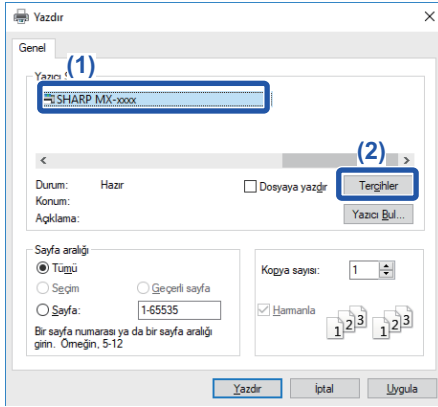 Yazdır
Genel
(1)
Yazıcı S
SHARP MX-xxxx
(2)
Durum: Hazır
Dosyaya yazdır
Tercihler
Konum:
Açıklama:
Yazıcı Bul...
Sayfa aralığı
Tümü
Seçim
Geçerli sayfa
Sayfa:
1-65535
Bir sayfa numarası ya da bir sayfa aralığı
girin. Örneğin, 5-12
Kopya sayısı: 1
Harmanla
1 2 3 1 2 3
Yazdır İptal Uygula